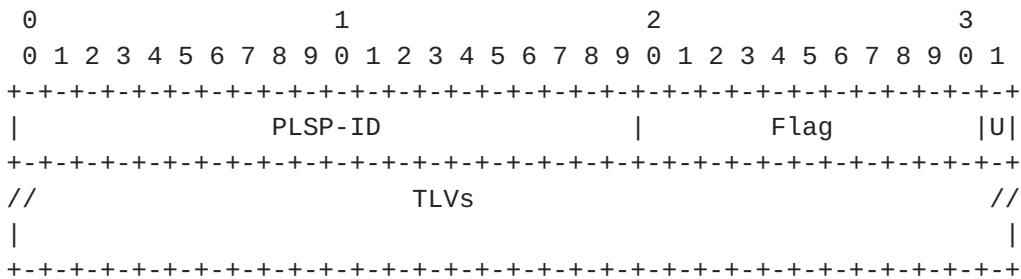 0                   1                   2                   3
 0 1 2 3 4 5 6 7 8 9 0 1 2 3 4 5 6 7 8 9 0 1 2 3 4 5 6 7 8 9 0 1
+-+-+-+-+-+-+-+-+-+-+-+-+-+-+-+-+-+-+-+-+-+-+-+-+-+-+-+-+-+-+-+-+
|                PLSP-ID                |        Flag         |U|
+-+-+-+-+-+-+-+-+-+-+-+-+-+-+-+-+-+-+-+-+-+-+-+-+-+-+-+-+-+-+-+-+
//                        TLVs                                 //
|                                                               |
+-+-+-+-+-+-+-+-+-+-+-+-+-+-+-+-+-+-+-+-+-+-+-+-+-+-+-+-+-+-+-+-+